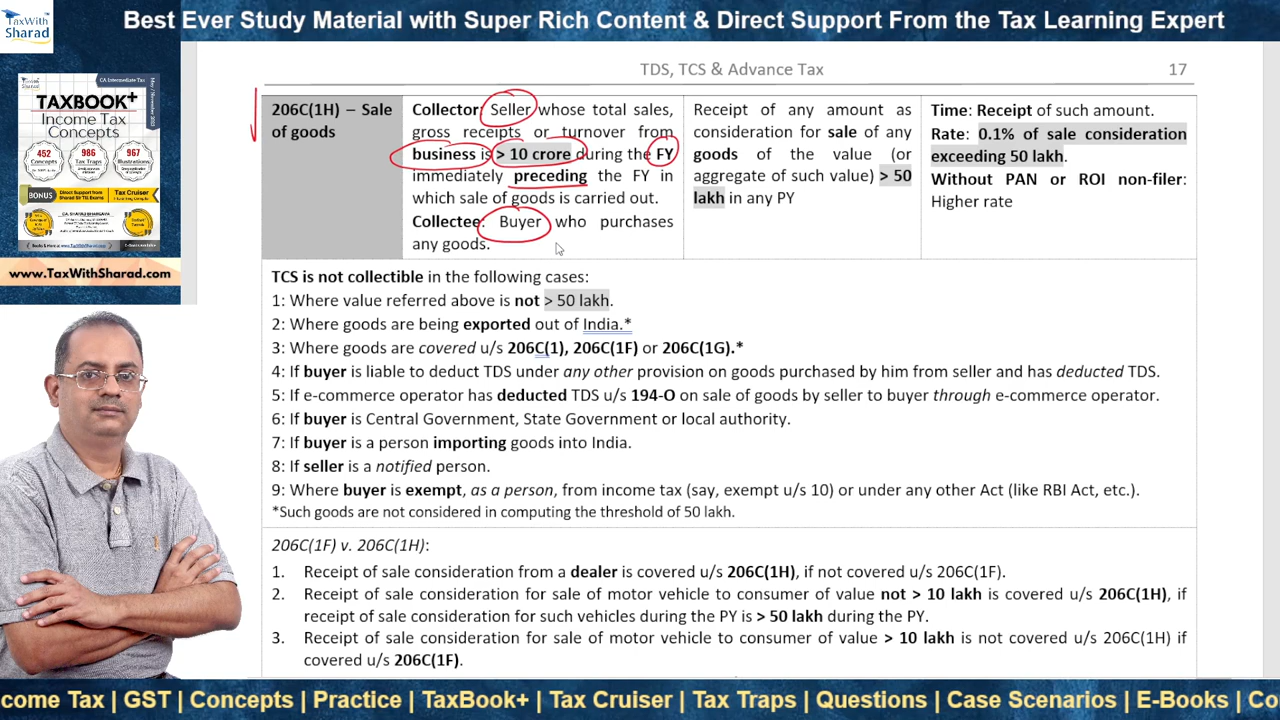 Best Ever Study Material with Super Rich Content & Direct Support From the Tax Learning Expert
TaxWith
Sharad
CA Intermediate Tax
TaxWith
Sharad
TAXBOOK+
Income Tax
Concepts
452
Concepts
986
Tax Traps
967
Illustrations
BONUS
Tax Cruiser
www.TaxWithSharad.com
TDS, TCS & Advance Tax 17
206C(1H) – Sale
of goods
Collector: Seller whose total sales,
gross receipts or turnover from
business is > 10 crore during the FY
immediately preceding the FY in
which sale of goods is carried out.
Collectee: Buyer who purchases
any goods.
Receipt of any amount as
consideration for sale of any
goods of the value (or
aggregate of such value) > 50
lakh in any PY
Time: Receipt of such amount.
Rate: 0.1% of sale consideration
exceeding 50 lakh.
Without PAN or ROI non-filer:
Higher rate
TCS is not collectible in the following cases:
1: Where value referred above is not > 50 lakh.
2: Where goods are being exported out of India.*
3: Where goods are covered u/s 206C(1), 206C(1F) or 206C(1G).*
4: If buyer is liable to deduct TDS under any other provision on goods purchased by him from seller and has deducted TDS.
5: If e-commerce operator has deducted TDS u/s 194-O on sale of goods by seller to buyer through e-commerce operator.
6: If buyer is Central Government, State Government or local authority.
7: If buyer is a person importing goods into India.
8: If seller is a notified person.
9: Where buyer is exempt, as a person, from income tax (say, exempt u/s 10) or under any other Act (like RBI Act, etc.).
*Such goods are not considered in computing the threshold of 50 lakh.
206C(1F) v. 206C(1H):
1. Receipt of sale consideration from a dealer is covered u/s 206C(1H), if not covered u/s 206C(1F).
2. Receipt of sale consideration for sale of motor vehicle to consumer of value not > 10 lakh is covered u/s 206C(1H), if
receipt of sale consideration for such vehicles during the PY is > 50 lakh during the PY.
3. Receipt of sale consideration for sale of motor vehicle to consumer of value > 10 lakh is not covered u/s 206C(1H) if
covered u/s 206C(1F).
come Tax | GST | Concepts | Practice | TaxBook+ | Tax Cruiser | Tax Traps | Questions | Case Scenarios | E-Books | Co